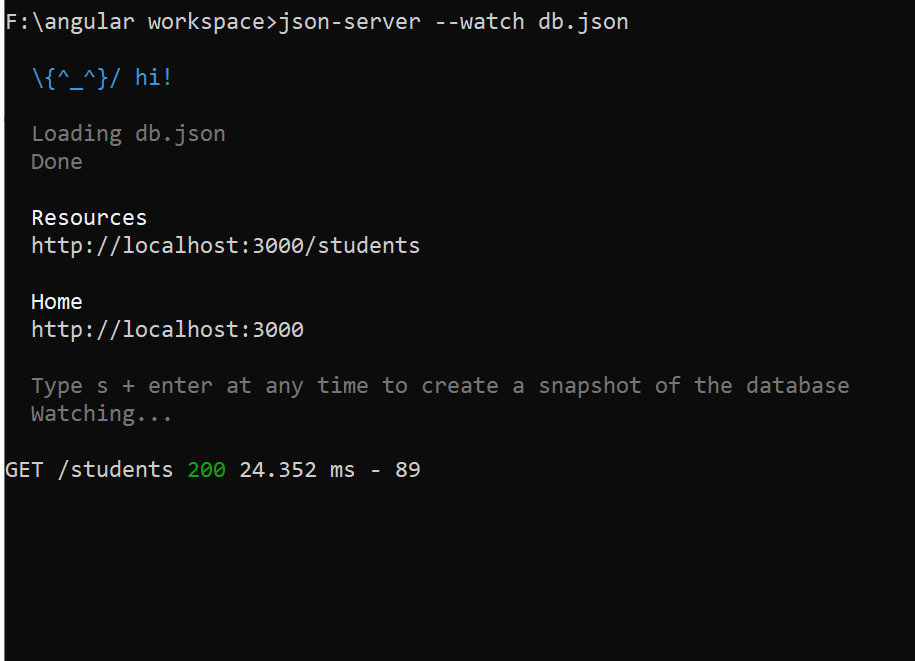 F:\angular workspace>json-server --watch db.json
\{^_^}/ hi!
Loading db.json
Done
Resources
http://localhost:3000/students
Home
http://localhost:3000
Type s + enter at any time to create a snapshot of the database
Watching...
GET /students 200 24.352 ms - 89